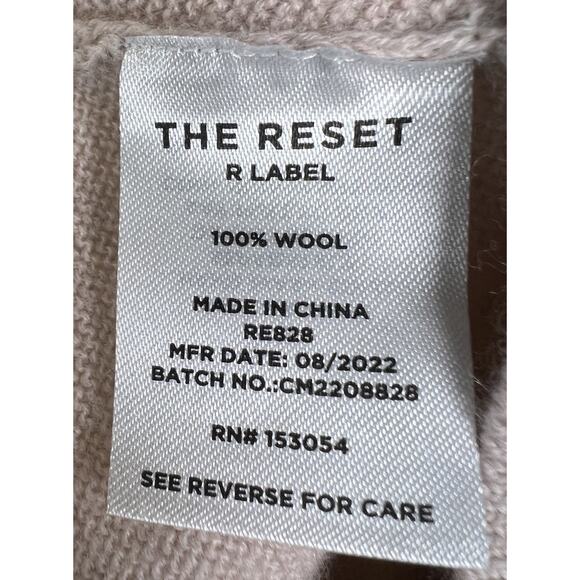 THE RESET
R LABEL
100% WOOL
MADE IN CHINA
RE828
MFR DATE: 08/2022
BATCH NO.:CM2208828
RN# 153054
SEE REVERSE FOR CARE